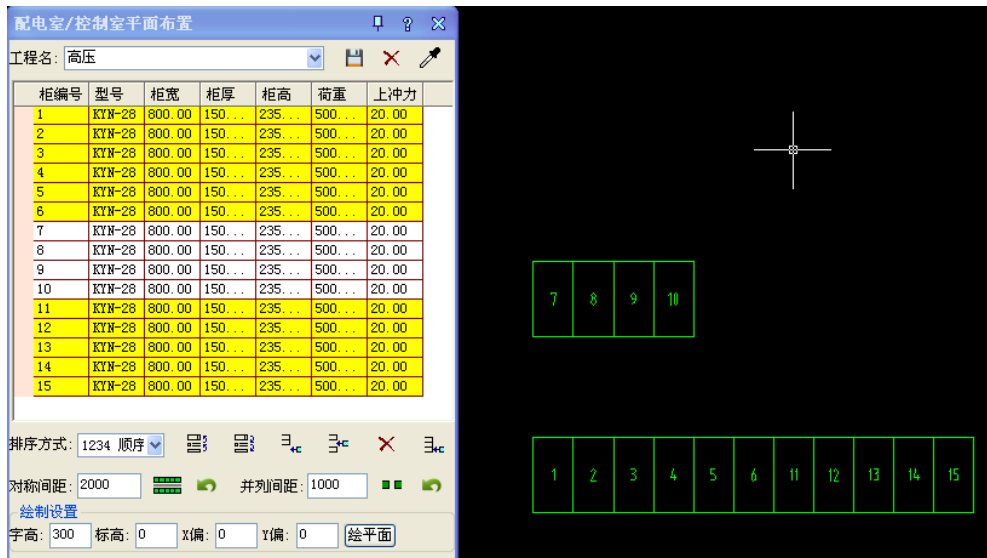 配电室/控制室平面布置
工程名: 高压
柜编号 型号 柜宽 柜厚 柜高 荷重 上冲力
1 KYN-28 800.00 150... 235... 500... 20.00
2 KYN-28 800.00 150... 235... 500... 20.00
3 KYN-28 800.00 150... 235... 500... 20.00
4 KYN-28 800.00 150... 235... 500... 20.00
5 KYN-28 800.00 150... 235... 500... 20.00
6 KYN-28 800.00 150... 235... 500... 20.00
7 KYN-28 800.00 150... 235... 500... 20.00
8 KYN-28 800.00 150... 235... 500... 20.00
9 KYN-28 800.00 150... 235... 500... 20.00
10 KYN-28 800.00 150... 235... 500... 20.00
11 KYN-28 800.00 150... 235... 500... 20.00
12 KYN-28 800.00 150... 235... 500... 20.00
13 KYN-28 800.00 150... 235... 500... 20.00
14 KYN-28 800.00 150... 235... 500... 20.00
15 KYN-28 800.00 150... 235... 500... 20.00
排序方式: 1234 顺序
对称间距: 2000 并列间距: 1000
绘制设置
字高: 300 标高: 0 X偏: 0 Y偏: 0 绘平面
7 8 9 10
1 2 3 4 5 6 11 12 13 14 15